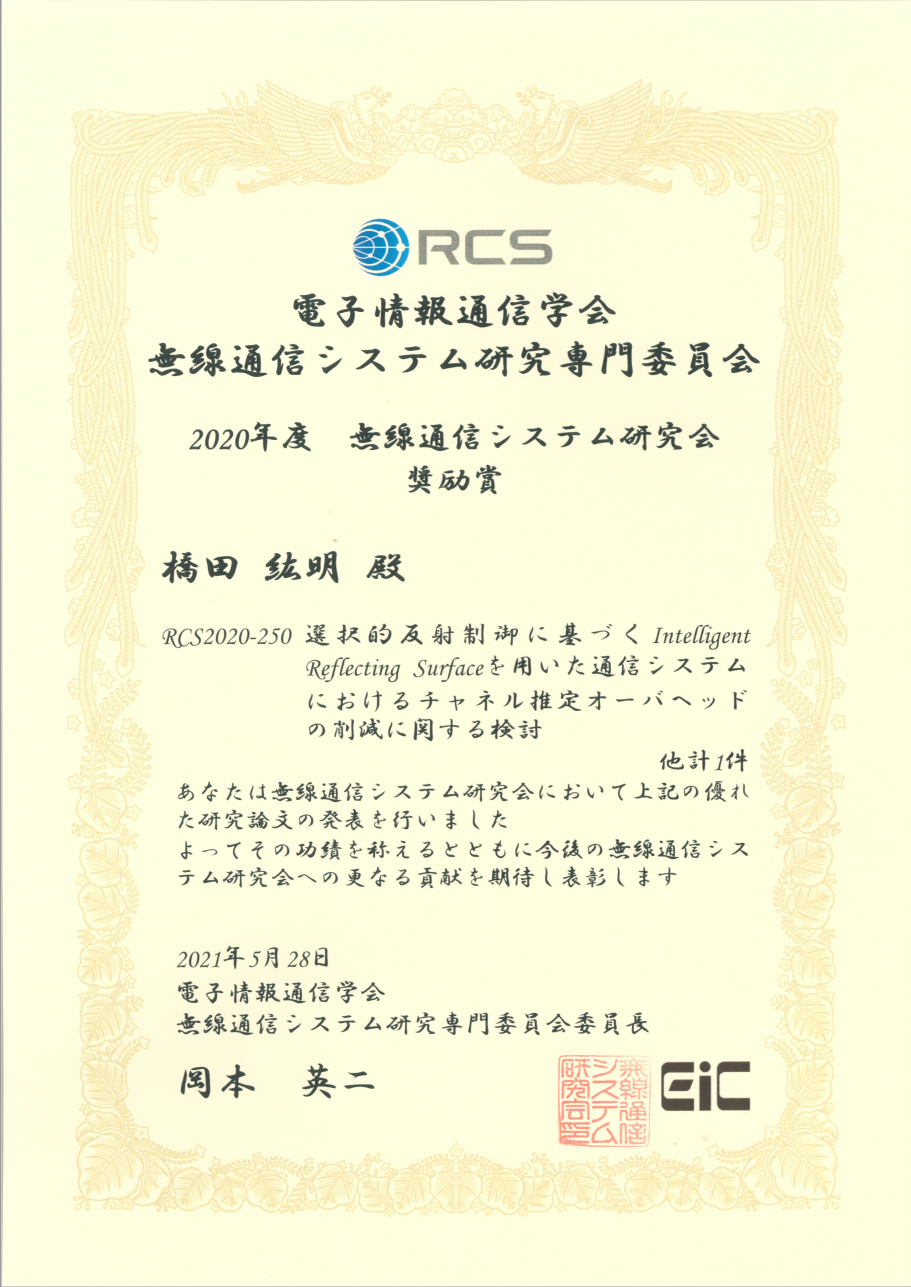 RCS
電子情報通信学会
無線通信システム研究専門委員会
2020年度　無線通信システム研究会
奨励賞
橋田 紘明 殿
RCS2020-250 選択的反射制御に基づくIntelligent
Reflecting Surfaceを用いた通信システム
におけるチャネル推定オーバヘッド
の削減に関する検討
他計1件
あなたは無線通信システム研究会において上記の優れ
た研究論文の発表を行いました
よってその功績を称えるとともに今後の無線通信シス
テム研究会への更なる貢献を期待し表彰します
2021年5月28日
電子情報通信学会
無線通信システム研究専門委員会委員長
岡本　英二
無線通信
システム
研究会印
EiC